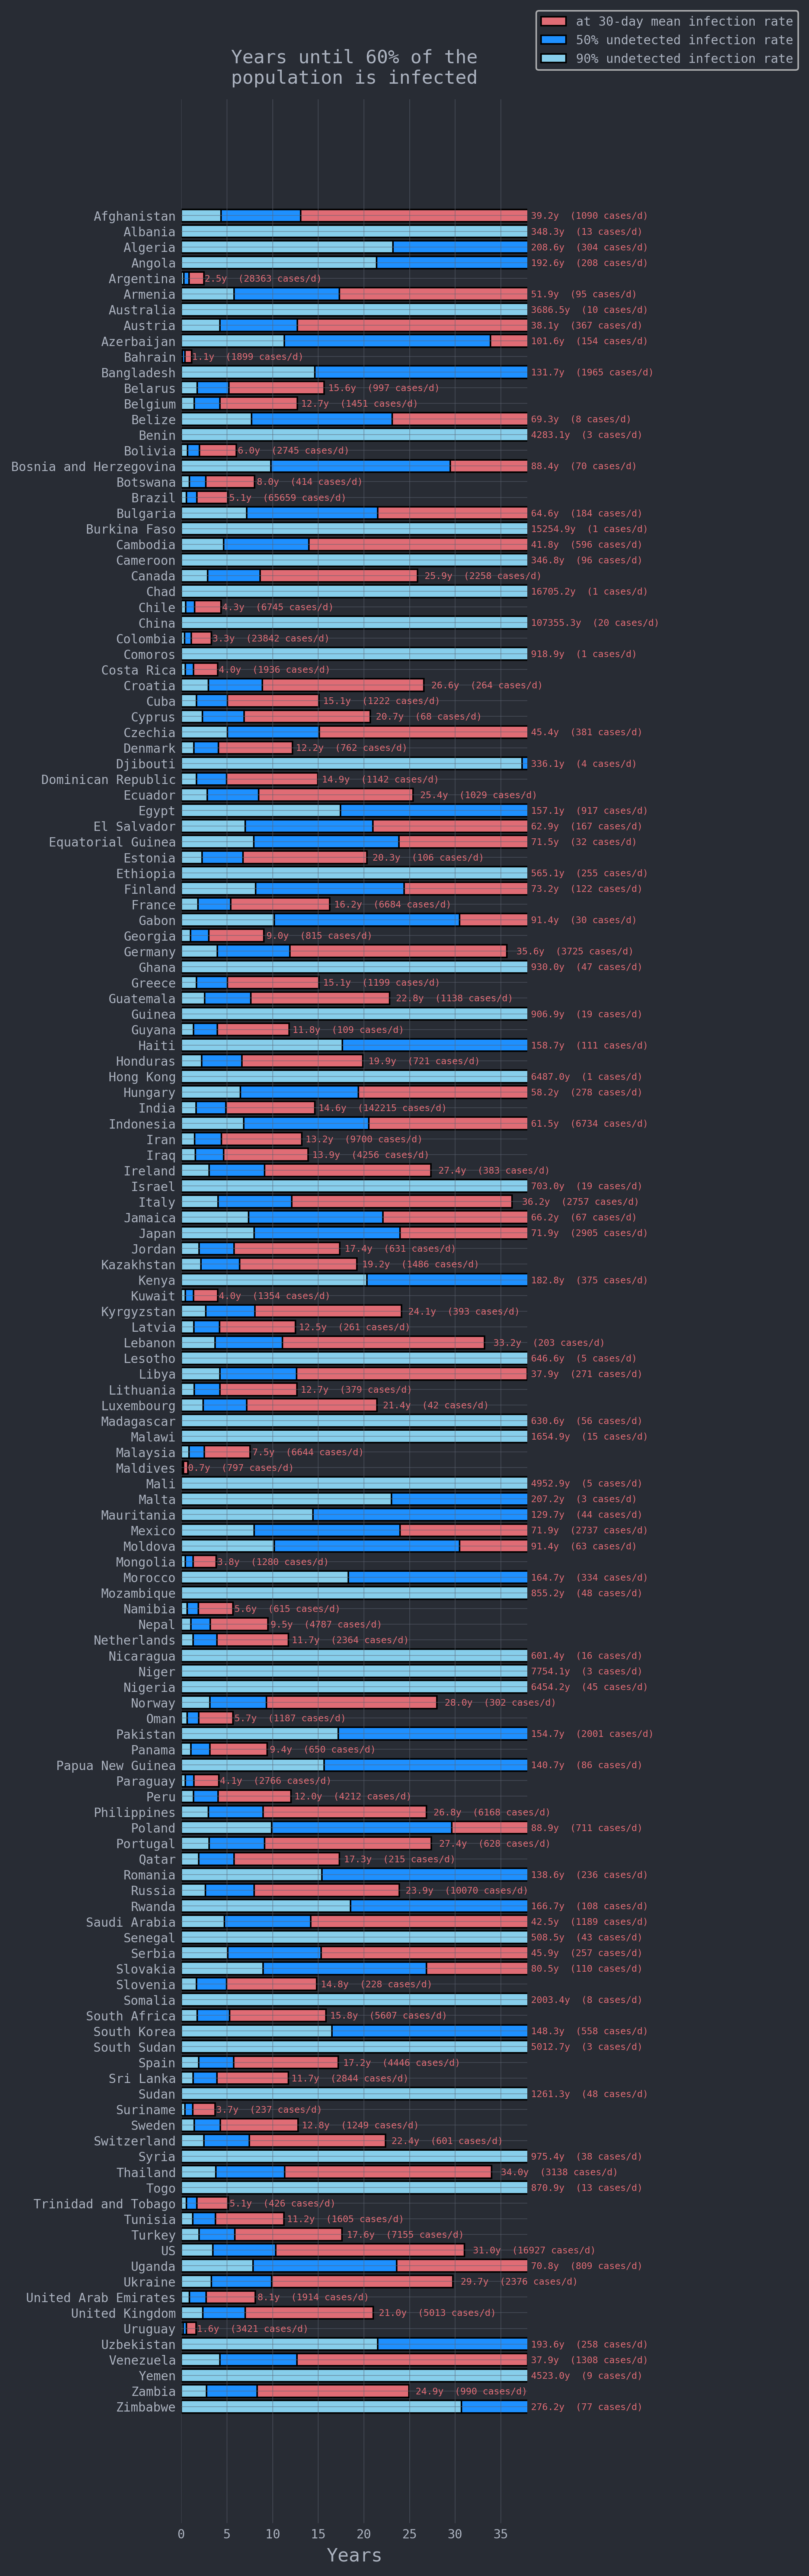 at 30-day mean infection rate
50% undetected infection rate
90% undetected infection rate
Years until 60% of the
population is infected
Afghanistan 39.2y (1090 cases/d)
Albania 348.3y (13 cases/d)
Algeria 208.6y (304 cases/d)
Angola 192.6y (208 cases/d)
Argentina 2.5y (28363 cases/d)
Armenia 51.9y (95 cases/d)
Australia 3686.5y (10 cases/d)
Austria 38.1y (367 cases/d)
Azerbaijan 101.6y (154 cases/d)
Bahrain 1.1y (1899 cases/d)
Bangladesh 131.7y (1965 cases/d)
Belarus 15.6y (997 cases/d)
Belgium 12.7y (1451 cases/d)
Belize 69.3y (8 cases/d)
Benin 4283.1y (3 cases/d)
Bolivia 6.0y (2745 cases/d)
Bosnia and Herzegovina 88.4y (70 cases/d)
Botswana 8.0y (414 cases/d)
Brazil 5.1y (65659 cases/d)
Bulgaria 64.6y (184 cases/d)
Burkina Faso 15254.9y (1 cases/d)
Cambodia 41.8y (596 cases/d)
Cameroon 346.8y (96 cases/d)
Canada 25.9y (2258 cases/d)
Chad 16705.2y (1 cases/d)
Chile 4.3y (6745 cases/d)
China 107355.3y (20 cases/d)
Colombia 3.3y (23842 cases/d)
Comoros 918.9y (1 cases/d)
Costa Rica 4.0y (1936 cases/d)
Croatia 26.6y (264 cases/d)
Cuba 15.1y (1222 cases/d)
Cyprus 20.7y (68 cases/d)
Czechia 45.4y (381 cases/d)
Denmark 12.2y (762 cases/d)
Djibouti 336.1y (4 cases/d)
Dominican Republic 14.9y (1142 cases/d)
Ecuador 25.4y (1029 cases/d)
Egypt 157.1y (917 cases/d)
El Salvador 62.9y (167 cases/d)
Equatorial Guinea 71.5y (32 cases/d)
Estonia 20.3y (106 cases/d)
Ethiopia 565.1y (255 cases/d)
Finland 73.2y (122 cases/d)
France 16.2y (6684 cases/d)
Gabon 91.4y (30 cases/d)
Georgia 9.0y (815 cases/d)
Germany 35.6y (3725 cases/d)
Ghana 930.0y (47 cases/d)
Greece 15.1y (1199 cases/d)
Guatemala 22.8y (1138 cases/d)
Guinea 906.9y (19 cases/d)
Guyana 11.8y (109 cases/d)
Haiti 158.7y (111 cases/d)
Honduras 19.9y (721 cases/d)
Hong Kong 6487.0y (1 cases/d)
Hungary 58.2y (278 cases/d)
India 14.6y (142215 cases/d)
Indonesia 61.5y (6734 cases/d)
Iran 13.2y (9700 cases/d)
Iraq 13.9y (4256 cases/d)
Ireland 27.4y (383 cases/d)
Israel 703.0y (19 cases/d)
Italy 36.2y (2757 cases/d)
Jamaica 66.2y (67 cases/d)
Japan 71.9y (2905 cases/d)
Jordan 17.4y (631 cases/d)
Kazakhstan 19.2y (1486 cases/d)
Kenya 182.8y (375 cases/d)
Kuwait 4.0y (1354 cases/d)
Kyrgyzstan 24.1y (393 cases/d)
Latvia 12.5y (261 cases/d)
Lebanon 33.2y (203 cases/d)
Lesotho 646.6y (5 cases/d)
Libya 37.9y (271 cases/d)
Lithuania 12.7y (379 cases/d)
Luxembourg 21.4y (42 cases/d)
Madagascar 630.6y (56 cases/d)
Malawi 1654.9y (15 cases/d)
Malaysia 7.5y (6644 cases/d)
Maldives 0.7y (797 cases/d)
Mali 4952.9y (5 cases/d)
Malta 207.2y (3 cases/d)
Mauritania 129.7y (44 cases/d)
Mexico 71.9y (2737 cases/d)
Moldova 91.4y (63 cases/d)
Mongolia 3.8y (1280 cases/d)
Morocco 164.7y (334 cases/d)
Mozambique 855.2y (48 cases/d)
Namibia 5.6y (615 cases/d)
Nepal 9.5y (4787 cases/d)
Netherlands 11.7y (2364 cases/d)
Nicaragua 601.4y (16 cases/d)
Niger 7754.1y (3 cases/d)
Nigeria 6454.2y (45 cases/d)
Norway 28.0y (302 cases/d)
Oman 5.7y (1187 cases/d)
Pakistan 154.7y (2001 cases/d)
Panama 9.4y (650 cases/d)
Papua New Guinea 140.7y (86 cases/d)
Paraguay 4.1y (2766 cases/d)
Peru 12.0y (4212 cases/d)
Philippines 26.8y (6168 cases/d)
Poland 88.9y (711 cases/d)
Portugal 27.4y (628 cases/d)
Qatar 17.3y (215 cases/d)
Romania 138.6y (236 cases/d)
Russia 23.9y (10070 cases/d)
Rwanda 166.7y (108 cases/d)
Saudi Arabia 42.5y (1189 cases/d)
Senegal 508.5y (43 cases/d)
Serbia 45.9y (257 cases/d)
Slovakia 80.5y (110 cases/d)
Slovenia 14.8y (228 cases/d)
Somalia 2003.4y (8 cases/d)
South Africa 15.8y (5607 cases/d)
South Korea 148.3y (558 cases/d)
South Sudan 5012.7y (3 cases/d)
Spain 17.2y (4446 cases/d)
Sri Lanka 11.7y (2844 cases/d)
Sudan 1261.3y (48 cases/d)
Suriname 3.7y (237 cases/d)
Sweden 12.8y (1249 cases/d)
Switzerland 22.4y (601 cases/d)
Syria 975.4y (38 cases/d)
Thailand 34.0y (3138 cases/d)
Togo 870.9y (13 cases/d)
Trinidad and Tobago 5.1y (426 cases/d)
Tunisia 11.2y (1605 cases/d)
Turkey 17.6y (7155 cases/d)
US 31.0y (16927 cases/d)
Uganda 70.8y (809 cases/d)
Ukraine 29.7y (2376 cases/d)
United Arab Emirates 8.1y (1914 cases/d)
United Kingdom 21.0y (5013 cases/d)
Uruguay 1.6y (3421 cases/d)
Uzbekistan 193.6y (258 cases/d)
Venezuela 37.9y (1308 cases/d)
Yemen 4523.0y (9 cases/d)
Zambia 24.9y (990 cases/d)
Zimbabwe 276.2y (77 cases/d)
0 5 10 15 20 25 30 35
Years